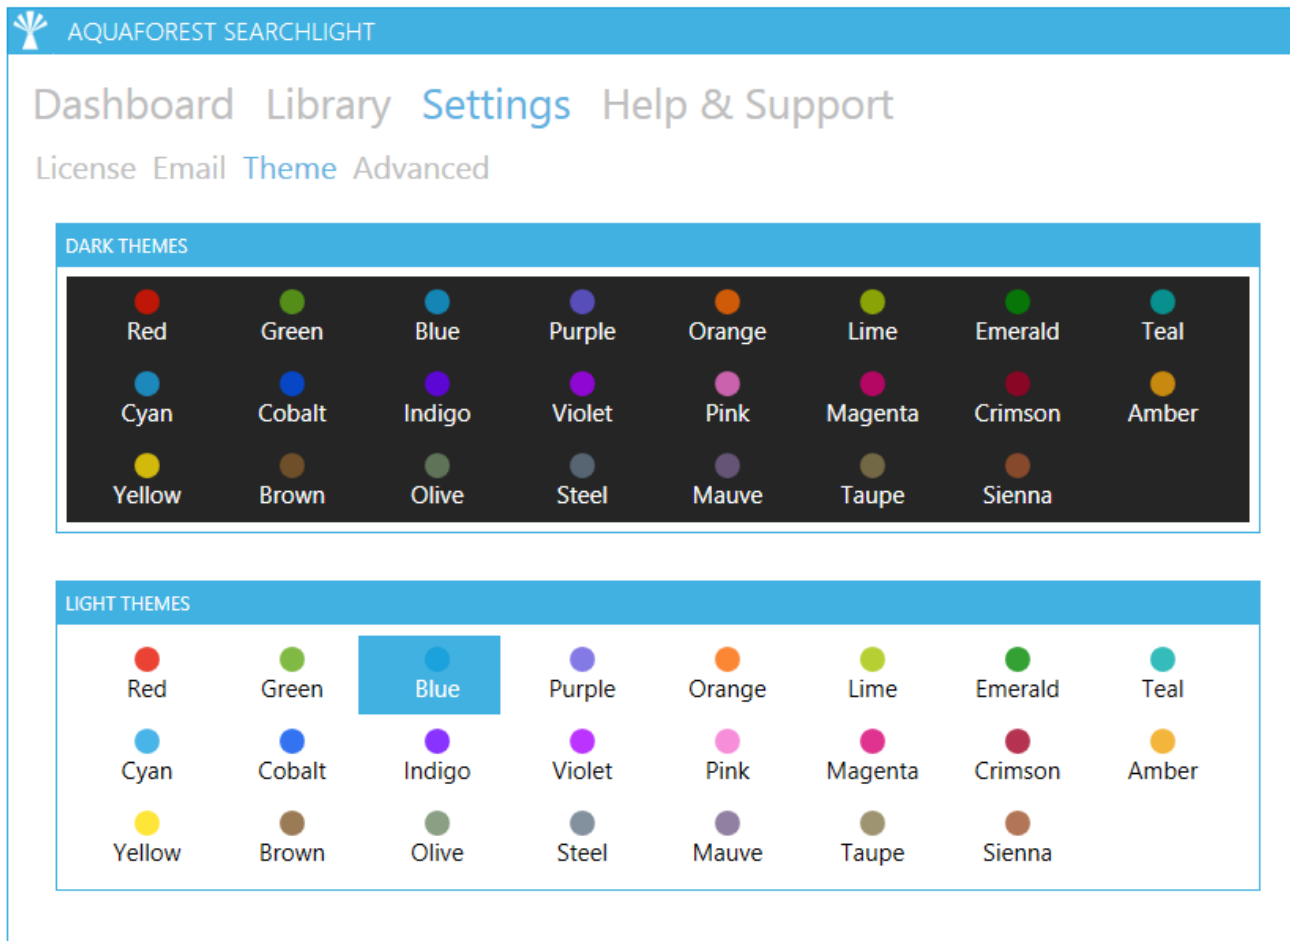 AQUAFOREST SEARCHLIGHT
Dashboard Library Settings Help & Support
License Email Theme Advanced
DARK THEMES
Red Green Blue Purple Orange Lime Emerald Teal
Cyan Cobalt Indigo Violet Pink Magenta Crimson Amber
Yellow Brown Olive Steel Mauve Taupe Sienna
LIGHT THEMES
Red Green Blue Purple Orange Lime Emerald Teal
Cyan Cobalt Indigo Violet Pink Magenta Crimson Amber
Yellow Brown Olive Steel Mauve Taupe Sienna